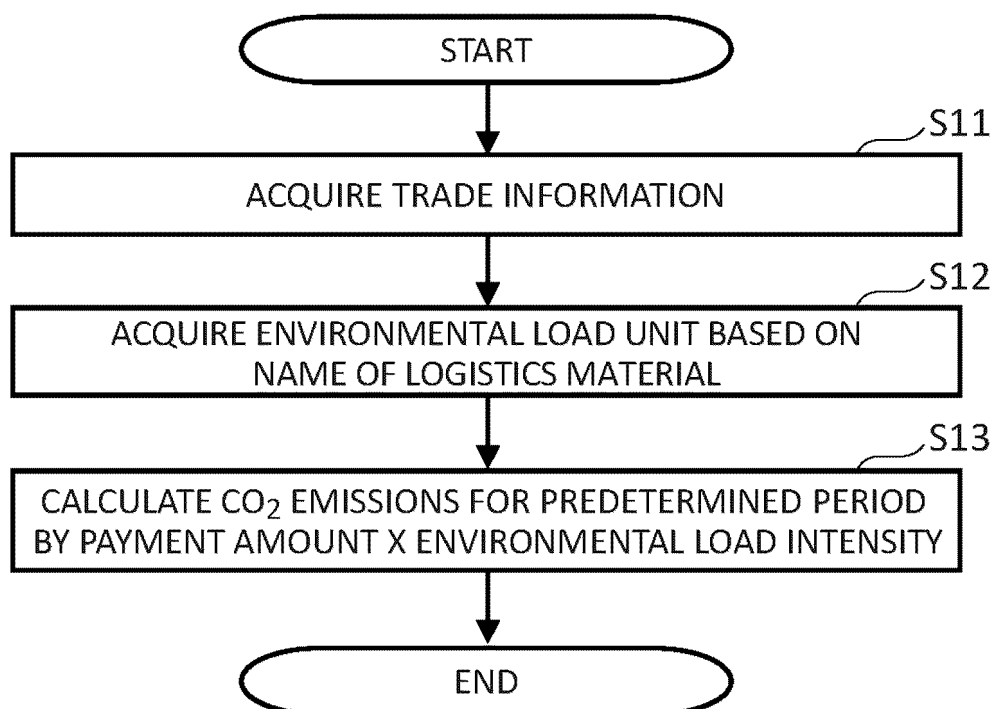 START
S11
ACQUIRE TRADE INFORMATION
S12
ACQUIRE ENVIRONMENTAL LOAD UNIT BASED ON
NAME OF LOGISTICS MATERIAL
S13
CALCULATE CO₂ EMISSIONS FOR PREDETERMINED PERIOD
BY PAYMENT AMOUNT X ENVIRONMENTAL LOAD INTENSITY
END